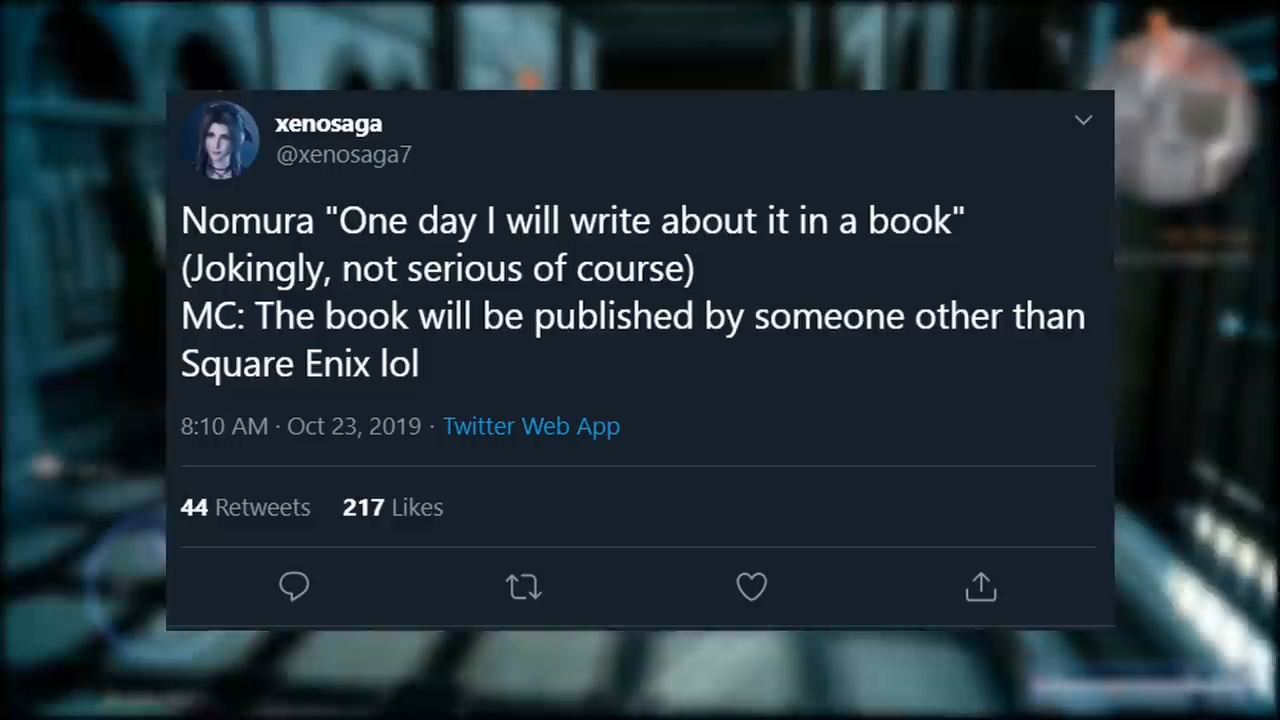 xenosaga
@xenosaga7
Nomura "One day I will write about it in a book"
(Jokingly, not serious of course)
MC: The book will be published by someone other than
Square Enix lol
8:10 AM · Oct 23, 2019 · Twitter Web App
44 Retweets 217 Likes